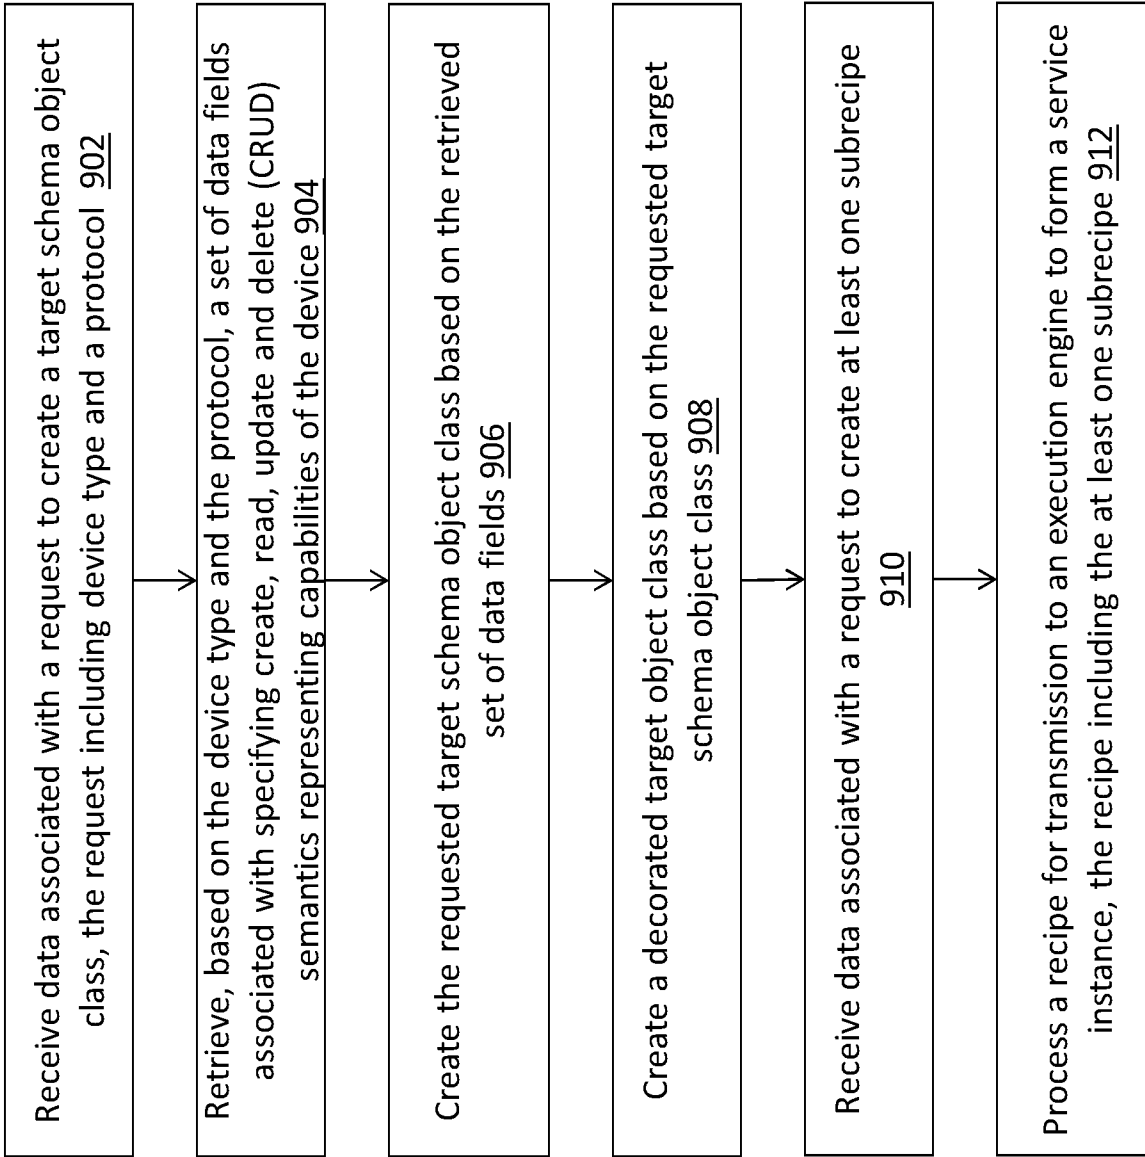 Receive data associated with a request to create a target schema object
class, the request including device type and a protocol 902
Retrieve, based on the device type and the protocol, a set of data fields
associated with specifying create, read, update and delete (CRUD)
semantics representing capabilities of the device 904
Create the requested target schema object class based on the retrieved
set of data fields 906
Create a decorated target object class based on the requested target
schema object class 908
Receive data associated with a request to create at least one subrecipe
910
Process a recipe for transmission to an execution engine to form a service
instance, the recipe including the at least one subrecipe 912